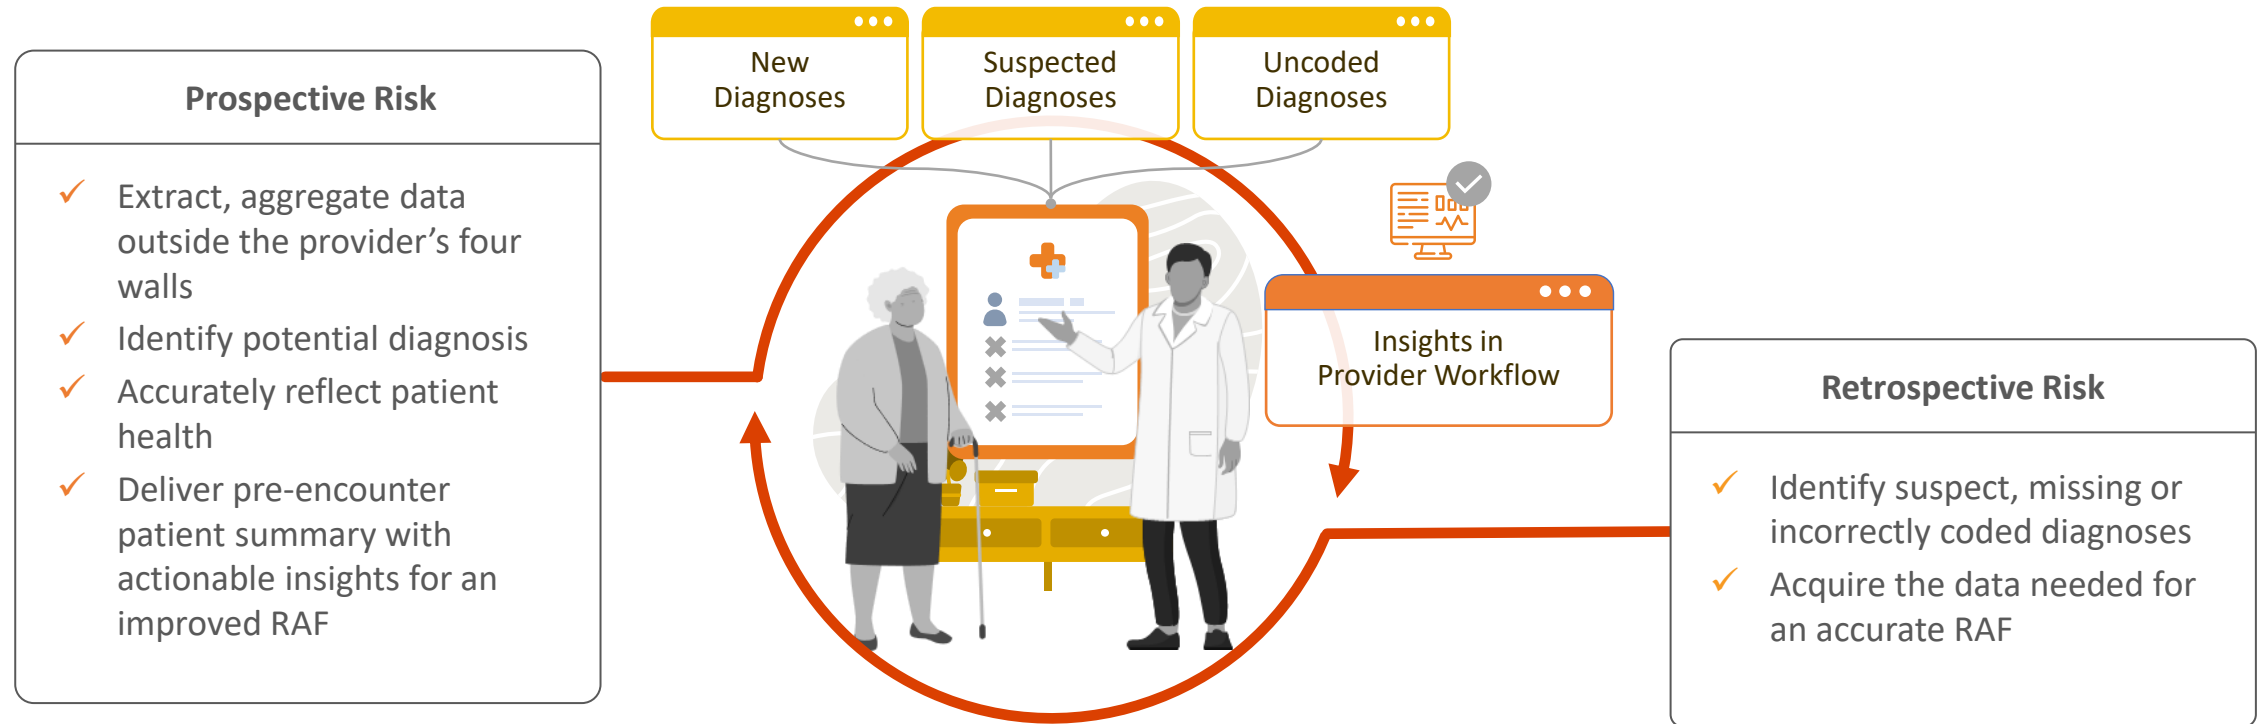 Prospective Risk
Extract, aggregate data
outside the provider’s four
walls
Identify potential diagnosis
Accurately reflect patient
health
Deliver pre-encounter
patient summary with
actionable insights for an
improved RAF
New
Diagnoses
Suspected
Diagnoses
Uncoded
Diagnoses
Insights in
Provider Workflow
Retrospective Risk
Identify suspect, missing or
incorrectly coded diagnoses
Acquire the data needed for
an accurate RAF